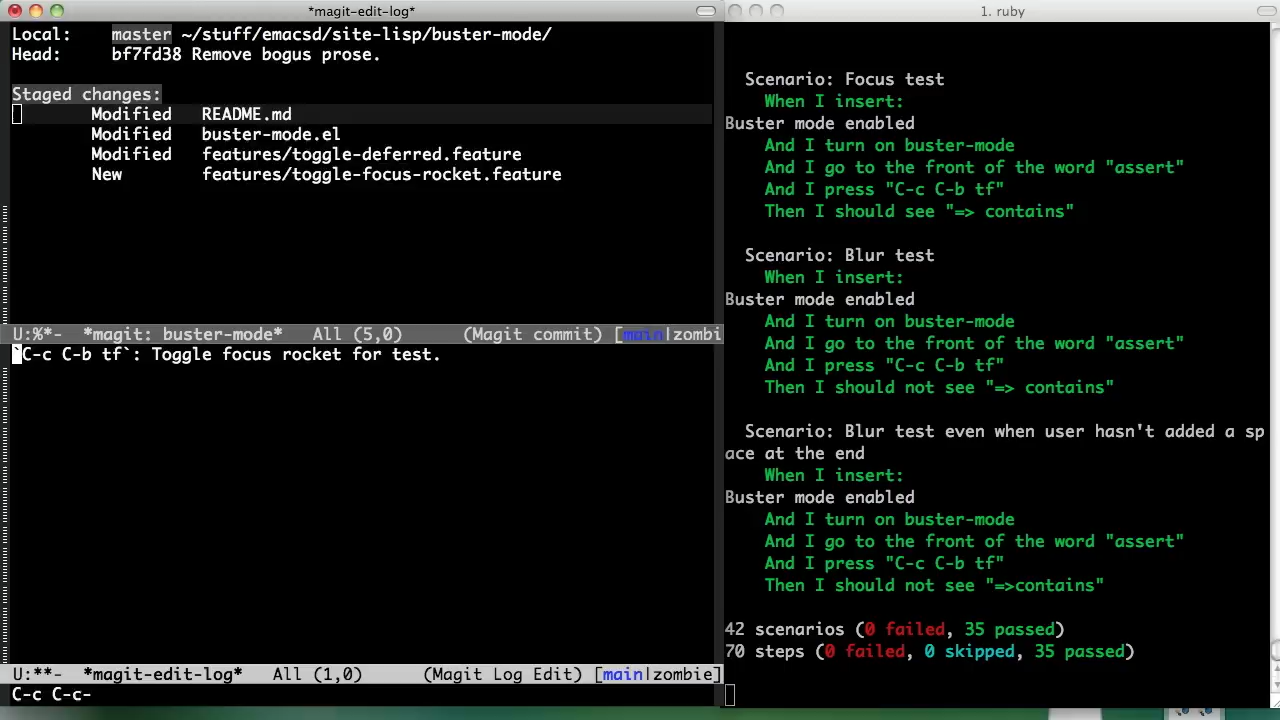 *magit-edit-log*
Local:    master ~/stuff/emacsd/site-lisp/buster-mode/
Head:     bf7fd38 Remove bogus prose.
Staged changes:
Modified   README.md
Modified   buster-mode.el
Modified   features/toggle-deferred.feature
New        features/toggle-focus-rocket.feature
U:%*-  *magit: buster-mode*   All (5,0)      (Magit commit) [main|zombi
`C-c C-b tf`: Toggle focus rocket for test.
U:**-  *magit-edit-log*   All (1,0)      (Magit Log Edit) [main|zombie]
C-c C-c-
1. ruby
Scenario: Focus test
When I insert:
Buster mode enabled
And I turn on buster-mode
And I go to the front of the word "assert"
And I press "C-c C-b tf"
Then I should see "=> contains"
Scenario: Blur test
When I insert:
Buster mode enabled
And I turn on buster-mode
And I go to the front of the word "assert"
And I press "C-c C-b tf"
Then I should not see "=> contains"
Scenario: Blur test even when user hasn't added a sp
ace at the end
When I insert:
Buster mode enabled
And I turn on buster-mode
And I go to the front of the word "assert"
And I press "C-c C-b tf"
Then I should not see "=>contains"
42 scenarios (0 failed, 35 passed)
70 steps (0 failed, 0 skipped, 35 passed)